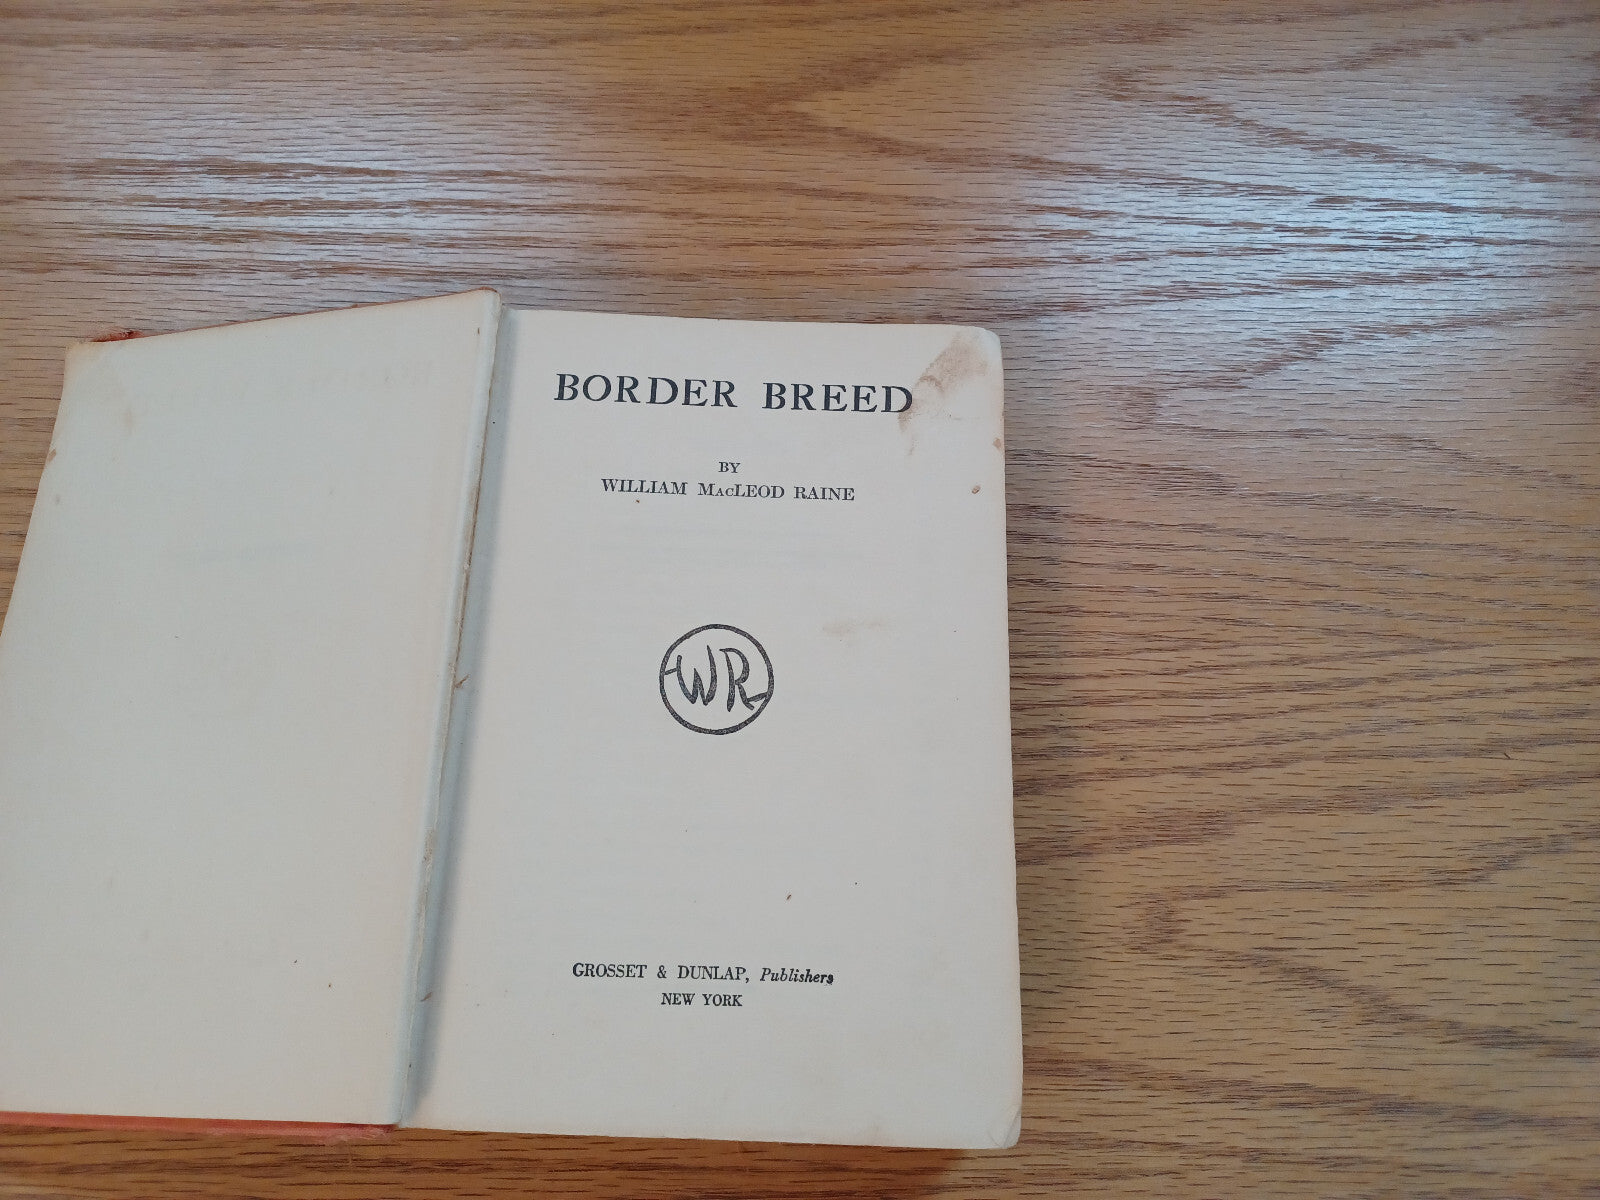 BORDER BREED
BY
WILLIAM MacLEOD RAINE
WR
GROSSET & DUNLAP, Publishers
NEW YORK